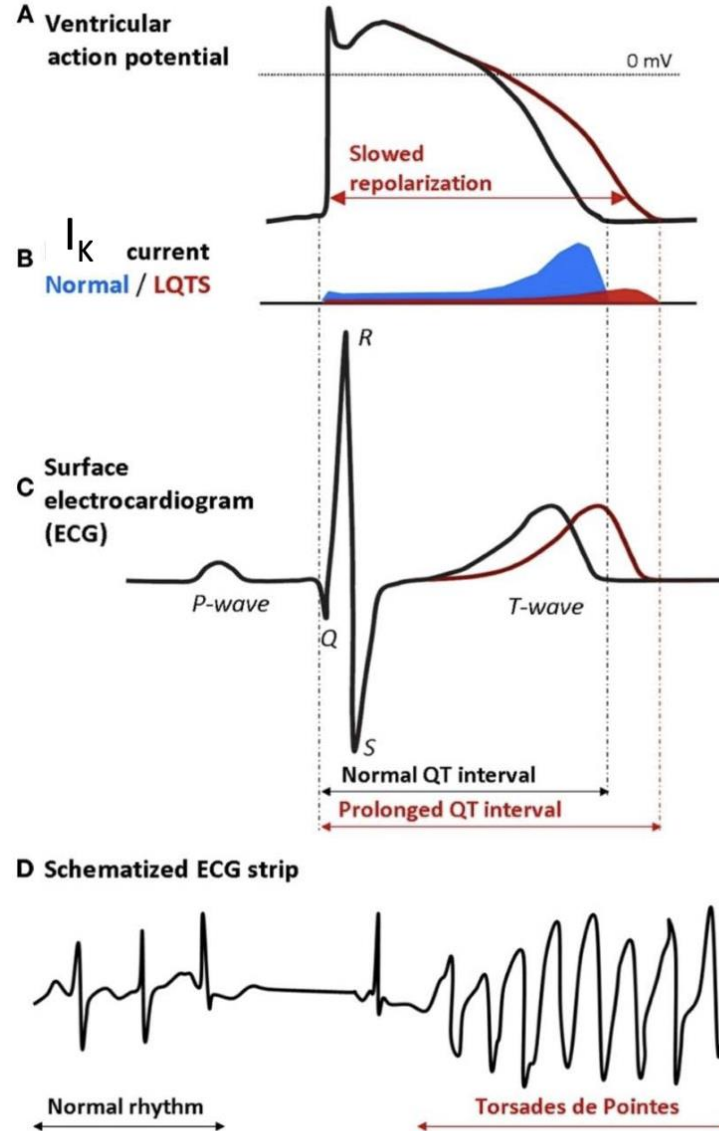 A Ventricular
action potential
0 mV
Slowed
repolarization
B IK current
Normal / LQTS
R
C Surface
electrocardiogram
(ECG)
P-wave
T-wave
Q
S
Normal QT interval
Prolonged QT interval
D Schematized ECG strip
Normal rhythm
Torsades de Pointes